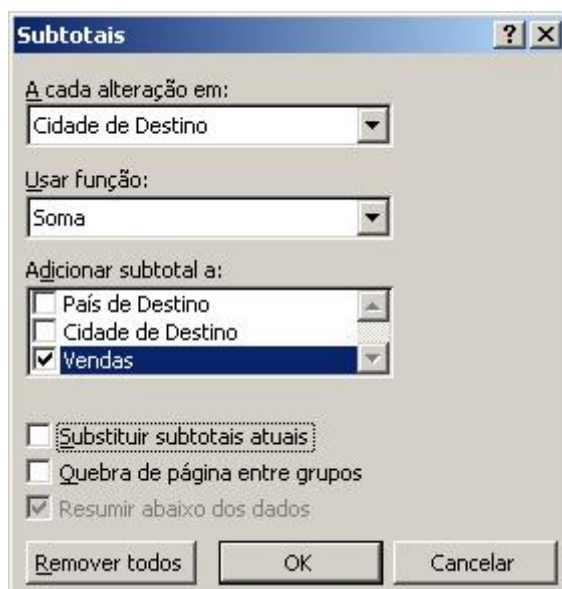 Subtotais
A cada alteração em:
Cidade de Destino
Usar função:
Soma
Adicionar subtotal a:
País de Destino
Cidade de Destino
Vendas
Substituir subtotais atuais
Quebra de página entre grupos
Resumir abaixo dos dados
Remover todos OK Cancelar